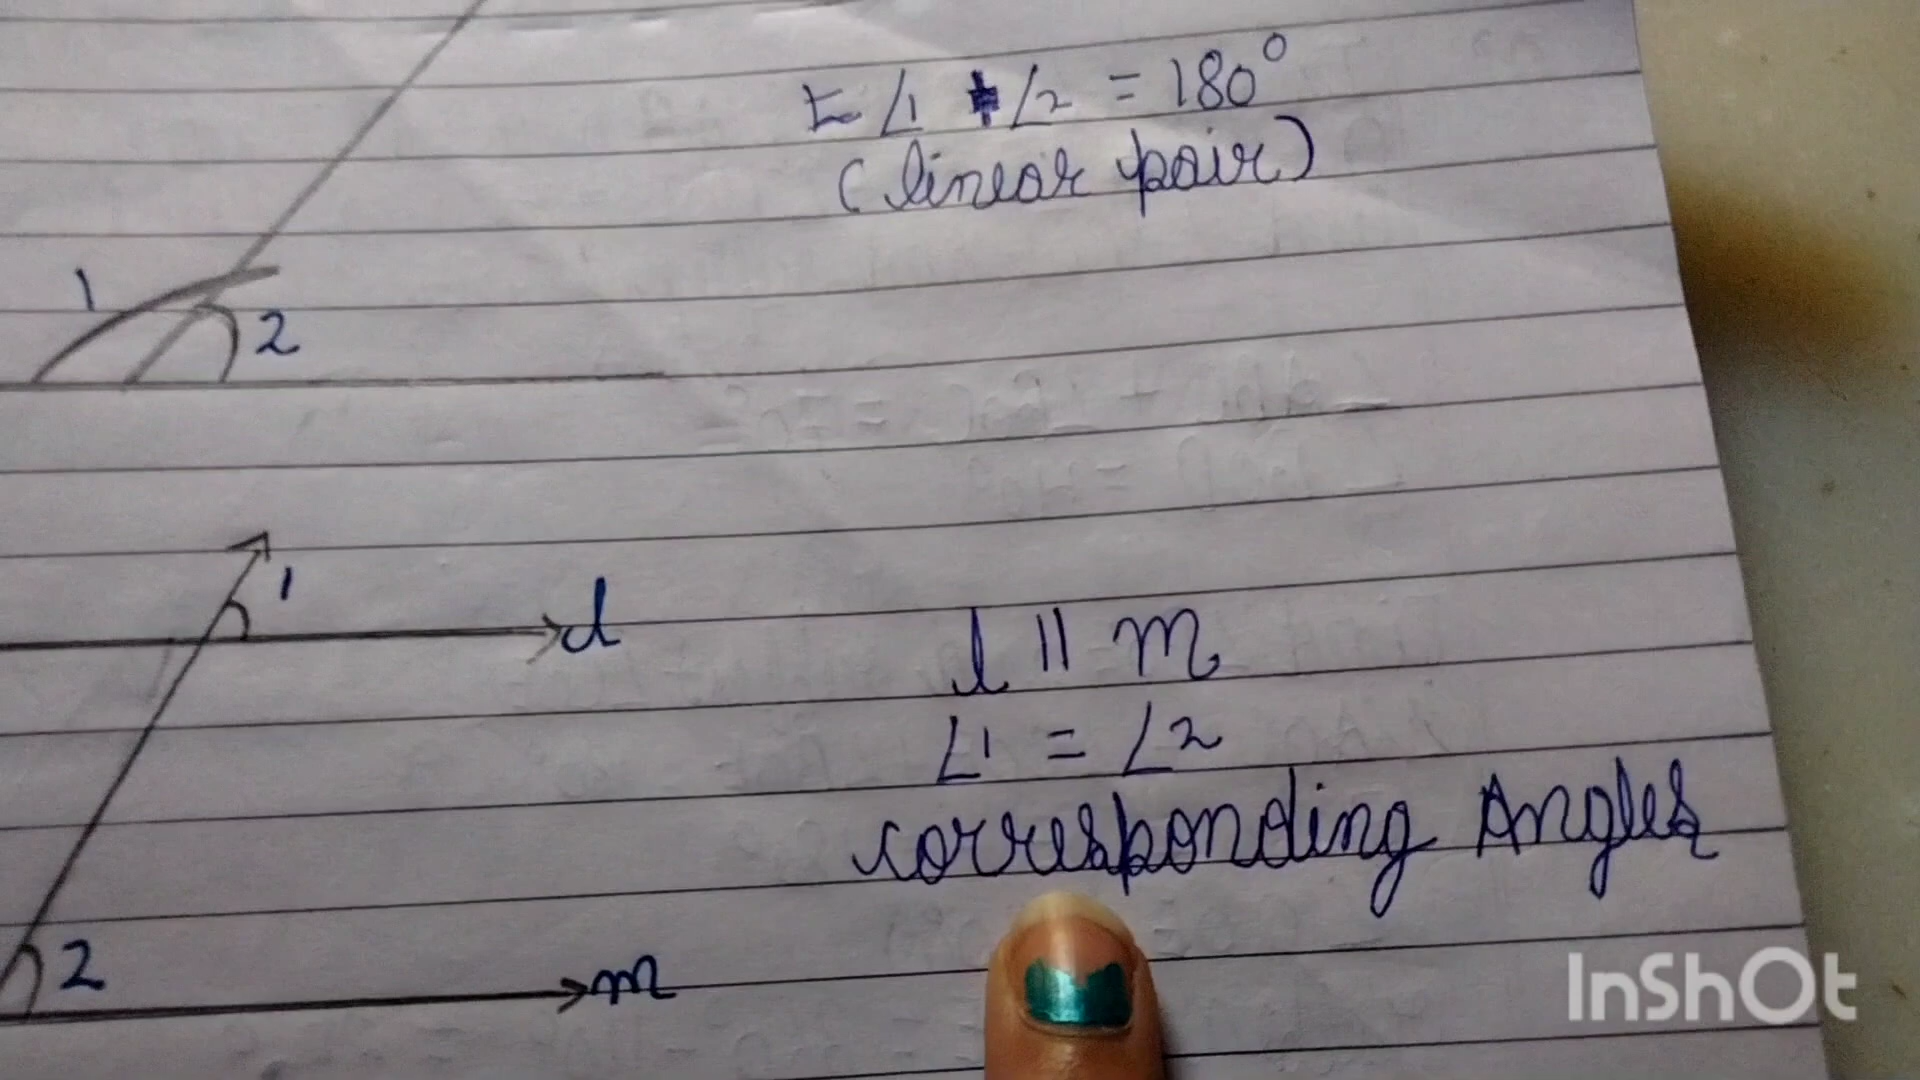 ∠1 + ∠2 = 180°
(linear pair)
1
2
1
l
l || m
∠1 = ∠2
corresponding Angles
2
m
InShOt